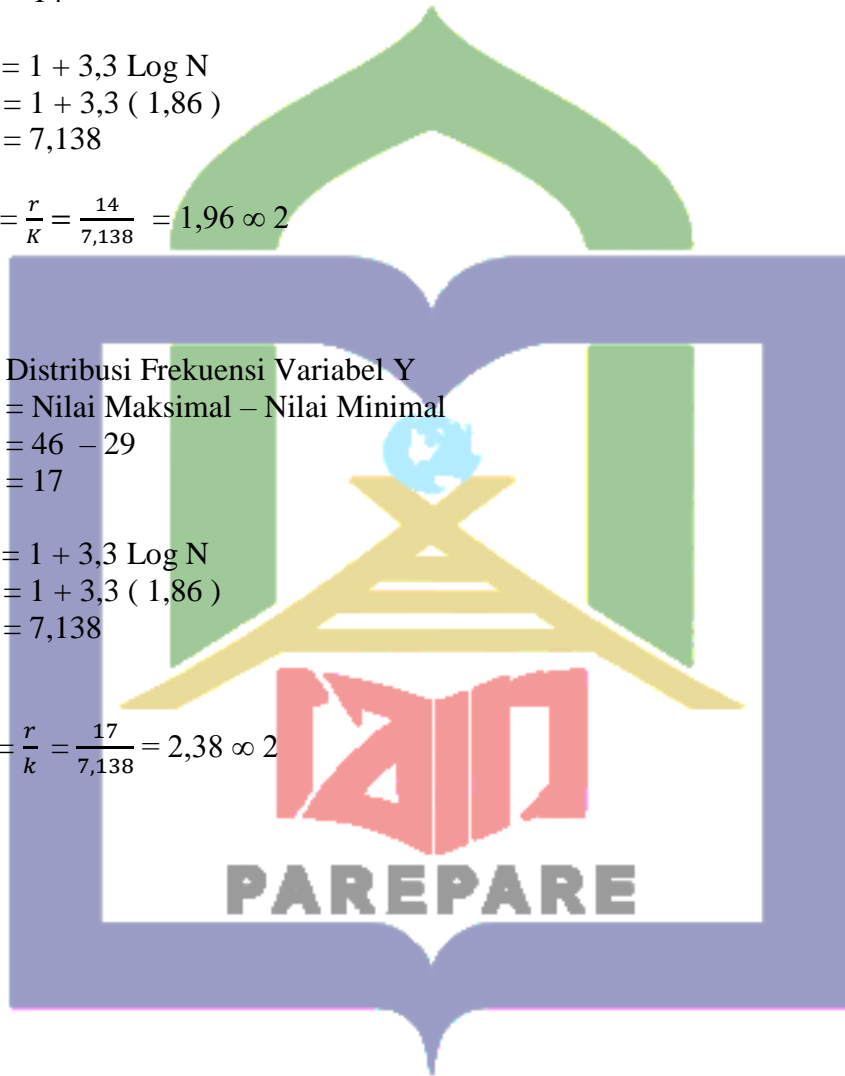 = 1 + 3,3 Log N
= 1 + 3,3 ( 1,86 )
= 7,138
= r/K = 14/7,138 = 1,96 ∞ 2
Distribusi Frekuensi Variabel Y
= Nilai Maksimal – Nilai Minimal
= 46 – 29
= 17
= 1 + 3,3 Log N
= 1 + 3,3 ( 1,86 )
= 7,138
= r/k = 17/7,138 = 2,38 ∞ 2
iain
PAREPARE